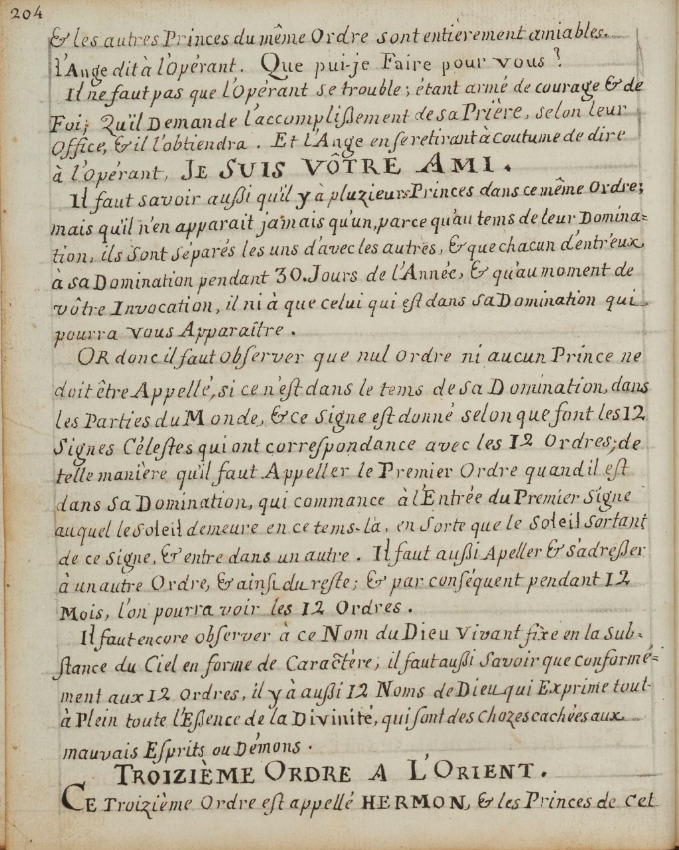 204
& les autres Princes du même Ordre sont entièrement amiables.
l'Ange dit à l'Opérant. Que pui-je Faire pour vous ?
Il ne faut pas que l'Opérant se trouble ; étant armé de courage & de
Foi; Qu'il Demande l'accomplißement de sa Prière, selon leur
Office, & il l'obtiendra . Et l'Ange en se retirant à coutume de dire
à l'Opérant, JE SUIS VÔTRE AMI .
Il faut savoir außi qu'il y à pluzieurs Princes dans ce même Ordre;
mais qu'il n'en apparait jamais qu'un, parce qu'au tems de leur Domina=
tion, ils sont séparés les uns d'avec les autres, & que chacun d'entr'eux,
à sa Domination pendant 30. Jours de l'Année, & qu'au moment de
vôtre Invocation, il ni à que celui qui est dans sa Domination qui
pourra vous Apparaître .
OR donc il faut observer que nul ordre ni aucun Prince ne
doit être Appellé, si ce n'est dans le tems de sa Domination, dans
les Parties du Monde, & ce Signe est donné selon que font les 12
Signes Célestes qui ont correspondance avec les 12 Ordres; de
telle manière qu'il faut Appeller le Premier Ordre quand il est
dans sa Domination, qui commance à l'Entrée du Premier Signe
auquel le Soleil demeure en ce tems-là, en sorte que le Soleil sortant
de ce Signe, & entre dans un autre . Il faut außi Apeller & s'adreßer
à un autre Ordre, & ainsi du reste ; & par conséquent pendant 12
Mois, l'on pourra voir les 12 Ordres .
Il faut encore observer à ce Nom du Dieu Vivant fixe en la Sub=
stance du Ciel en forme de Caractère ; il faut außi savoir que conformé=
ment aux 12 Ordres, il y à außi 12 Noms de Dieu qui Exprime tout
à Plein toute l'Eßence de la Divinité, qui sont des chozes cachées aux
mauvais Esprits ou Démons .
TROIZIÈME ORDRE A L'ORIENT .
CE Troizième Ordre est appellé HERMON, & les Princes de cet